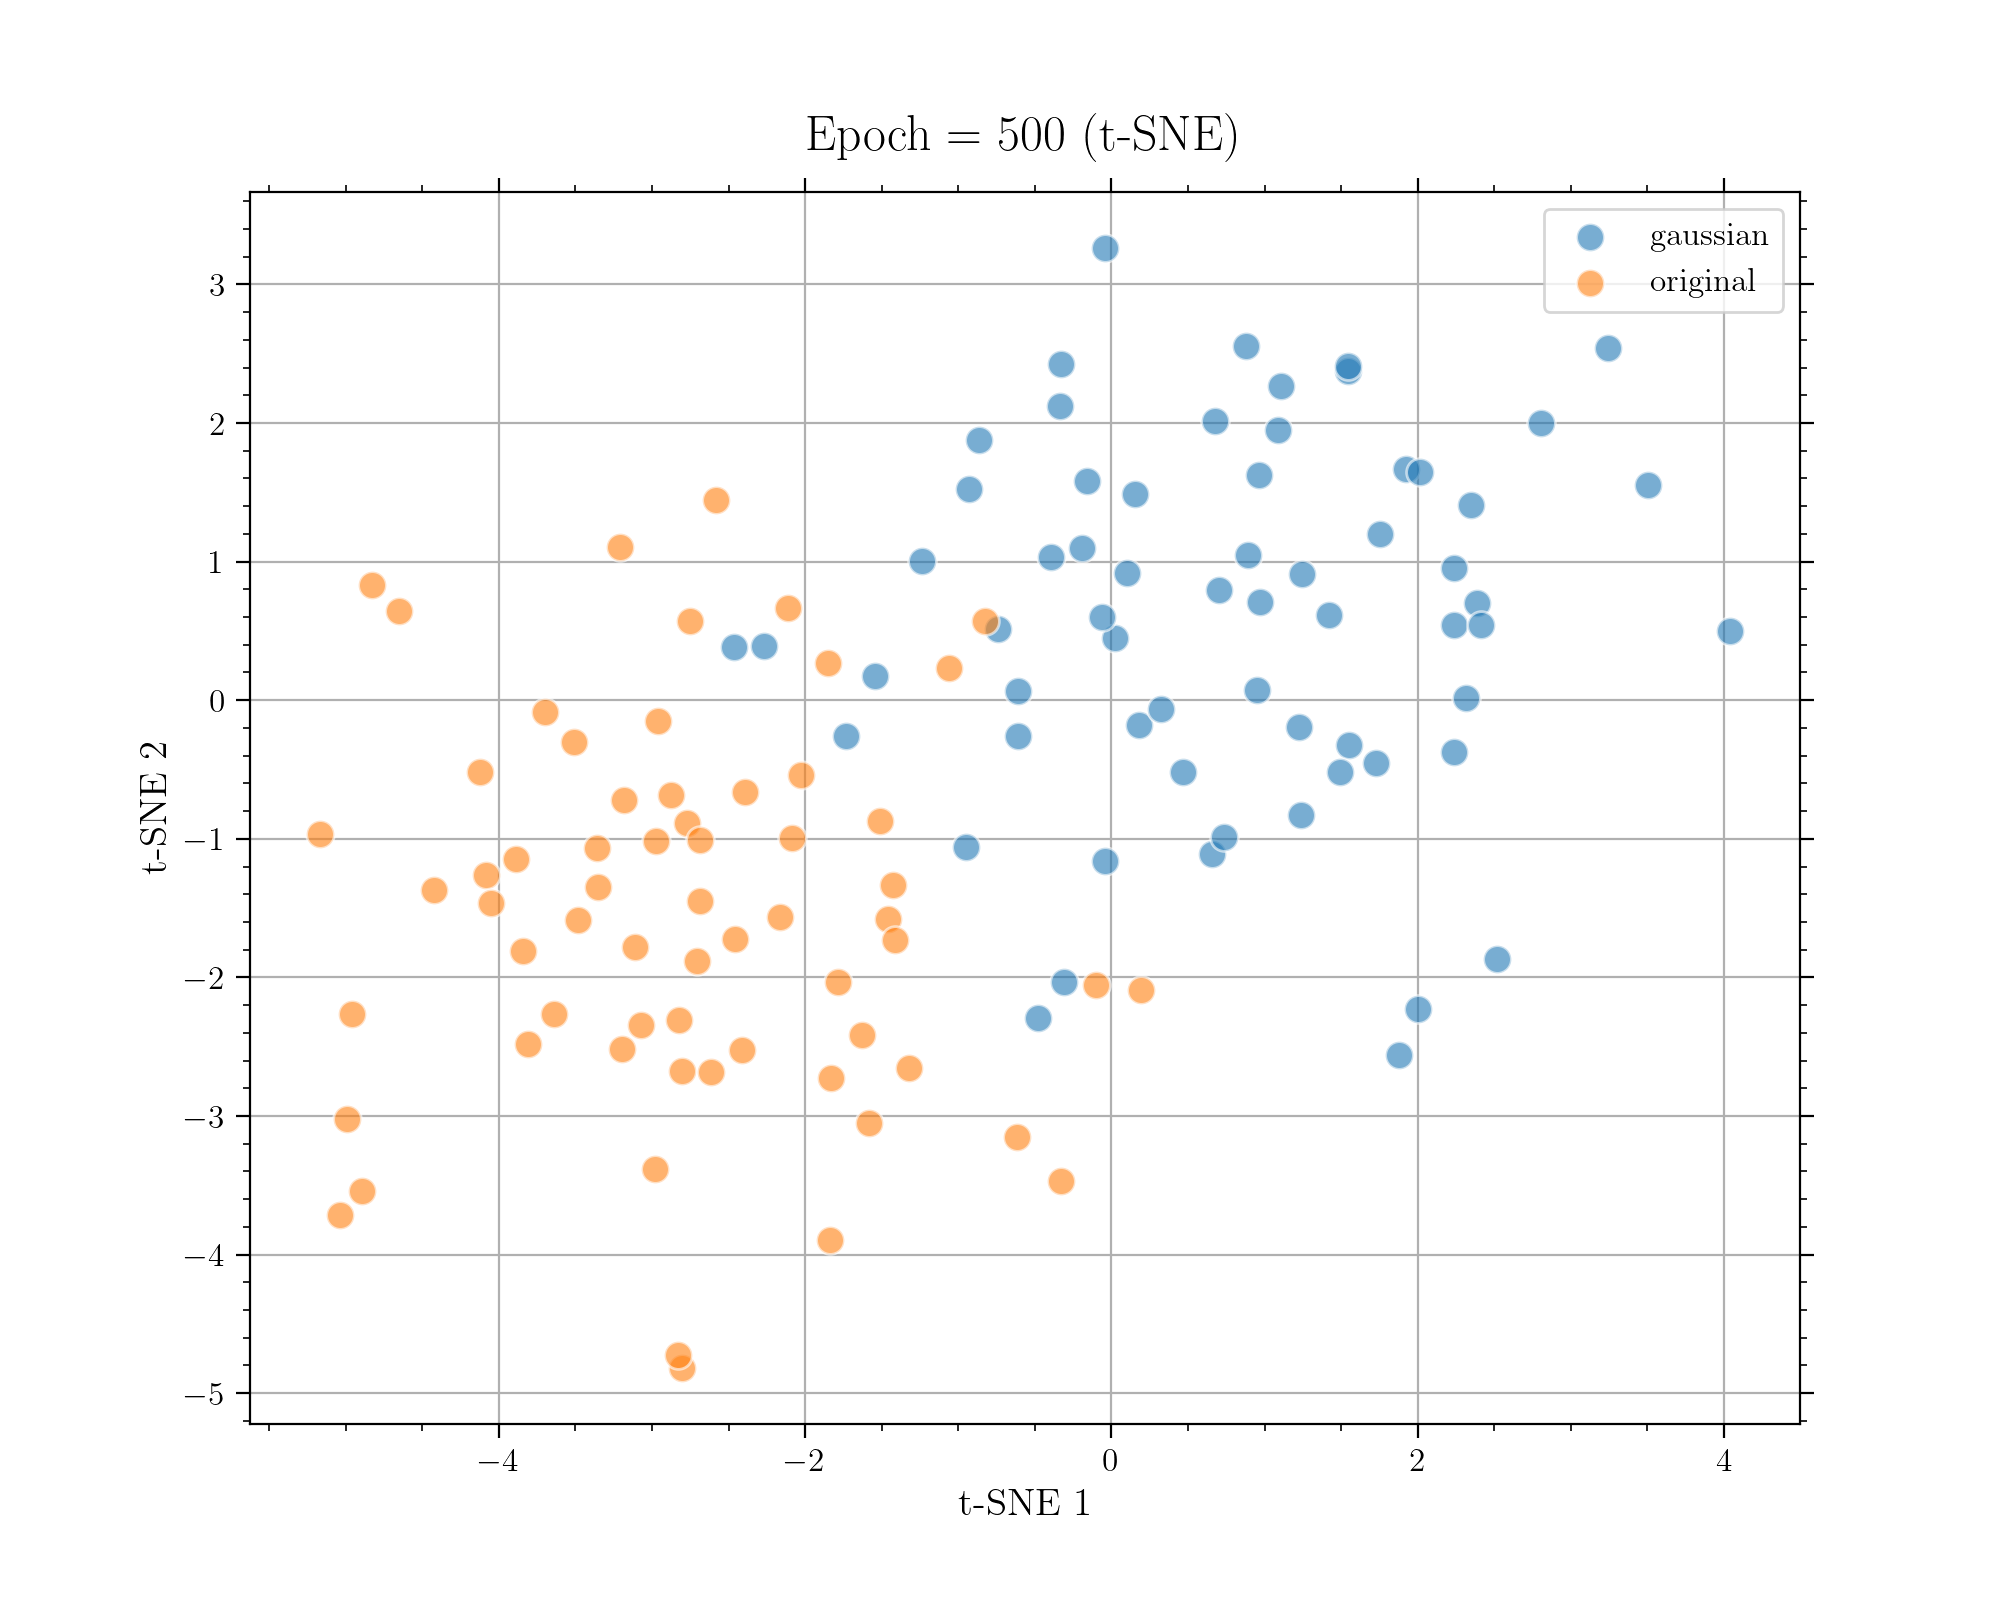 Epoch = 500 (t-SNE)
gaussian
original
3
2
1
0
−1
−2
−3
−4
−5
t-SNE 2
−4 −2 0 2 4
t-SNE 1